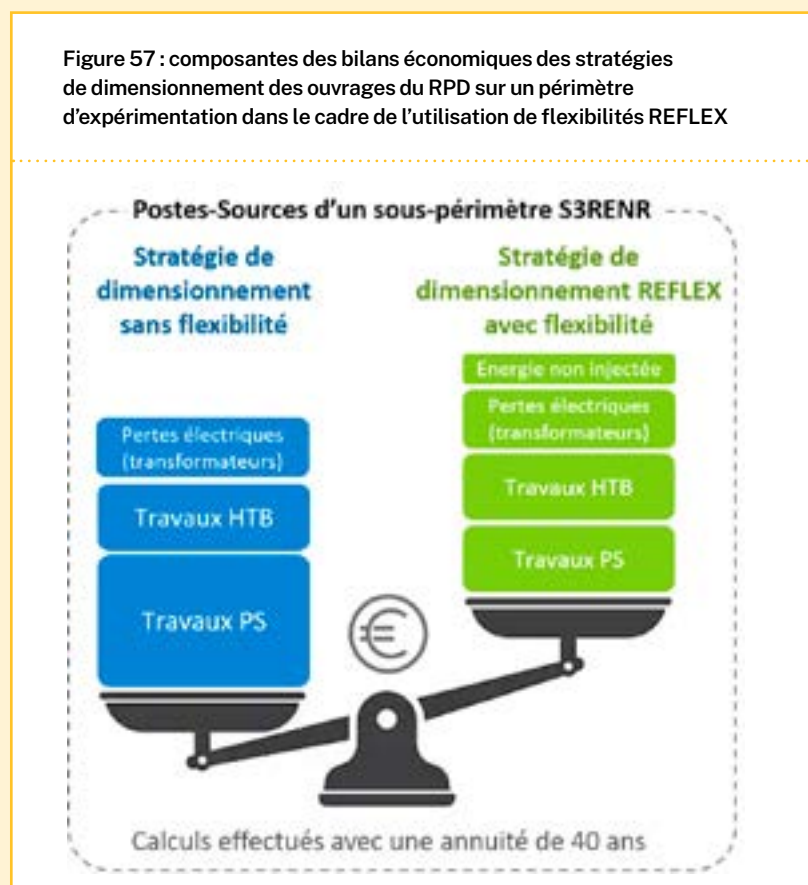 Figure 57 : composantes des bilans économiques des stratégies
de dimensionnement des ouvrages du RPD sur un périmètre
d’expérimentation dans le cadre de l’utilisation de flexibilités REFLEX
Postes-Sources d’un sous-périmètre S3RENR
Stratégie de
dimensionnement
sans flexibilité
Stratégie de
dimensionnement REFLEX
avec flexibilité
Pertes électriques
(transformateurs)
Travaux HTB
Travaux PS
Energie non injectée
Pertes électriques
(transformateurs)
Travaux HTB
Travaux PS
€
Calculs effectués avec une annuité de 40 ans